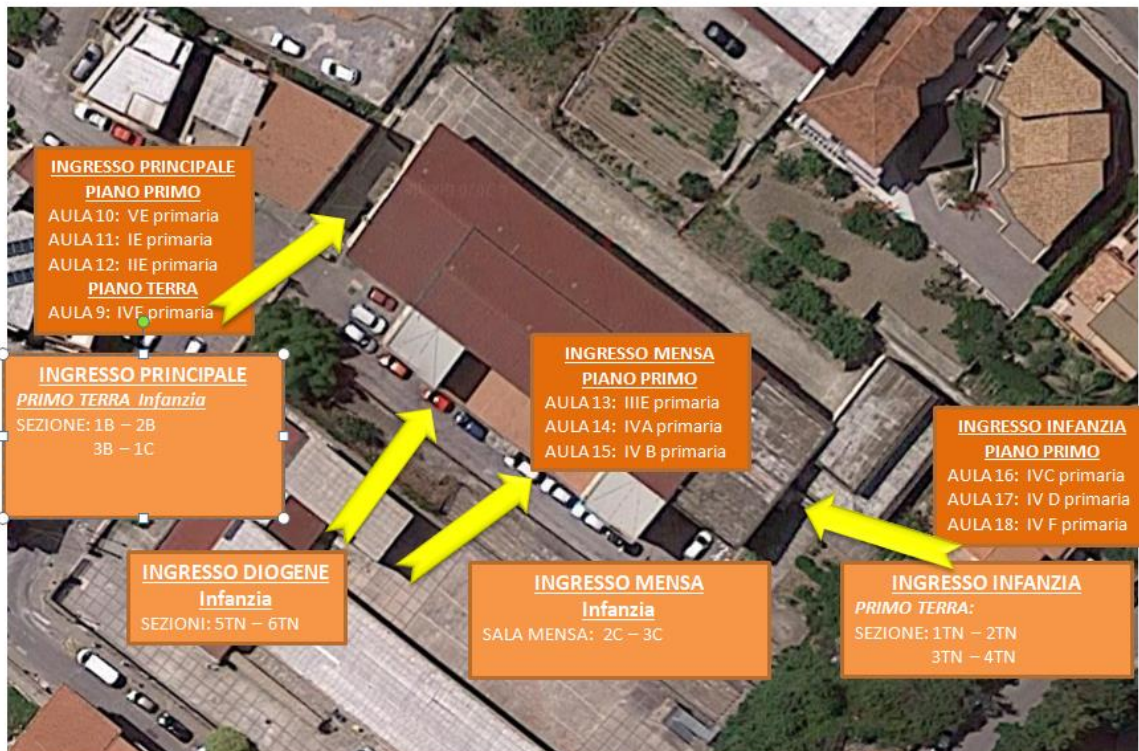 INGRESSO PRINCIPALE
PIANO PRIMO
AULA 10: VE primaria
AULA 11: IE primaria
AULA 12: IIE primaria
PIANO TERRA
AULA 9: IVE primaria
INGRESSO PRINCIPALE
PRIMO TERRA Infanzia
SEZIONE: 1B – 2B
3B – 1C
INGRESSO DIOGENE
Infanzia
SEZIONI: 5TN – 6TN
INGRESSO MENSA
PIANO PRIMO
AULA 13: IIIE primaria
AULA 14: IVA primaria
AULA 15: IV B primaria
INGRESSO MENSA
Infanzia
SALA MENSA: 2C – 3C
INGRESSO INFANZIA
PIANO PRIMO
AULA 16: IVC primaria
AULA 17: IV D primaria
AULA 18: IV F primaria
INGRESSO INFANZIA
PRIMO TERRA:
SEZIONE: 1TN – 2TN
3TN – 4TN